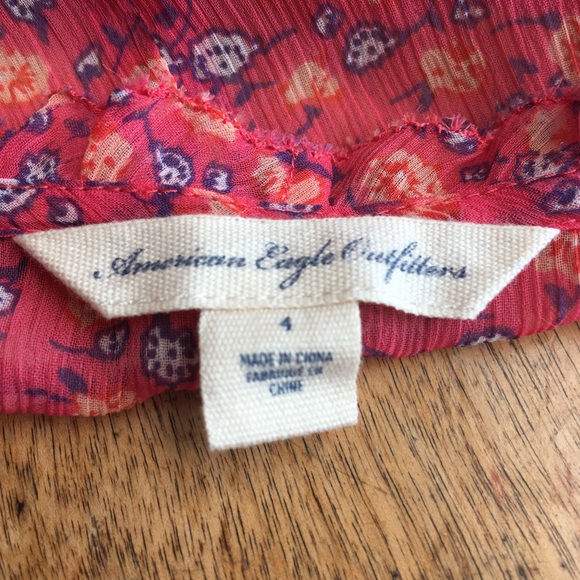 American Eagle Outfitters
4
MADE IN CHINA
FABRIQUE EN
CHINE